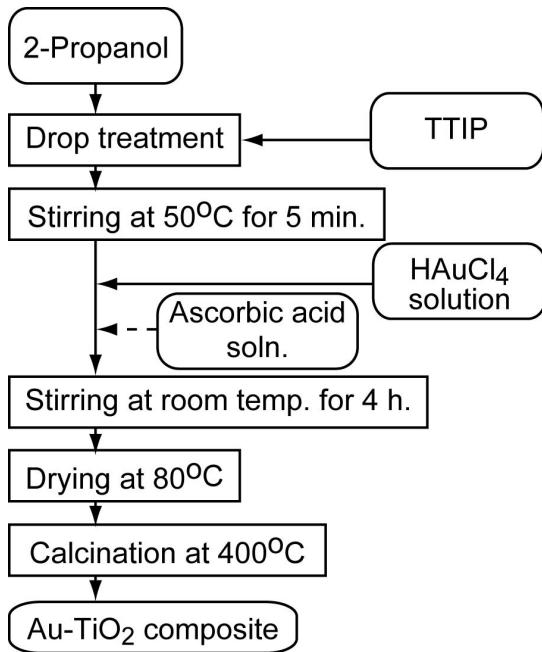 2-Propanol
Drop treatment
TTIP
Stirring at 50°C for 5 min.
HAuCl₄
solution
Ascorbic acid
soln.
Stirring at room temp. for 4 h.
Drying at 80°C
Calcination at 400°C
Au-TiO₂ composite